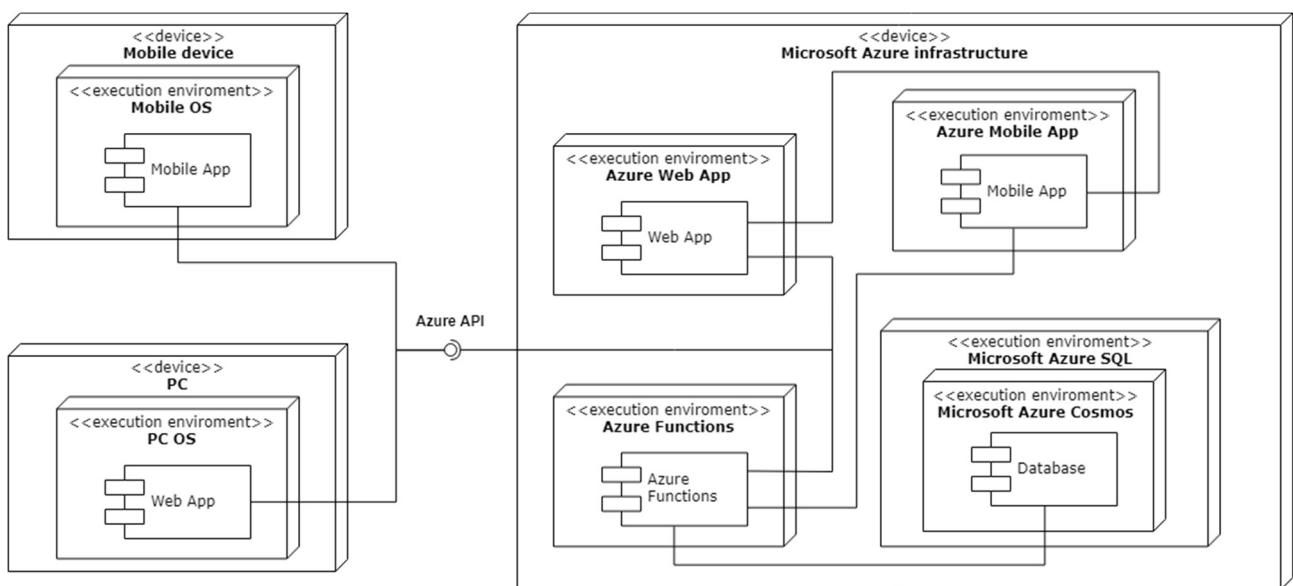 <<device>>
Mobile device
<<execution enviroment>>
Mobile OS
Mobile App
<<device>>
PC
<<execution enviroment>>
PC OS
Web App
Azure API
<<device>>
Microsoft Azure infrastructure
<<execution enviroment>>
Azure Web App
Web App
<<execution enviroment>>
Azure Mobile App
Mobile App
<<execution enviroment>>
Azure Functions
Azure
Functions
<<execution enviroment>>
Microsoft Azure SQL
<<execution enviroment>>
Microsoft Azure Cosmos
Database